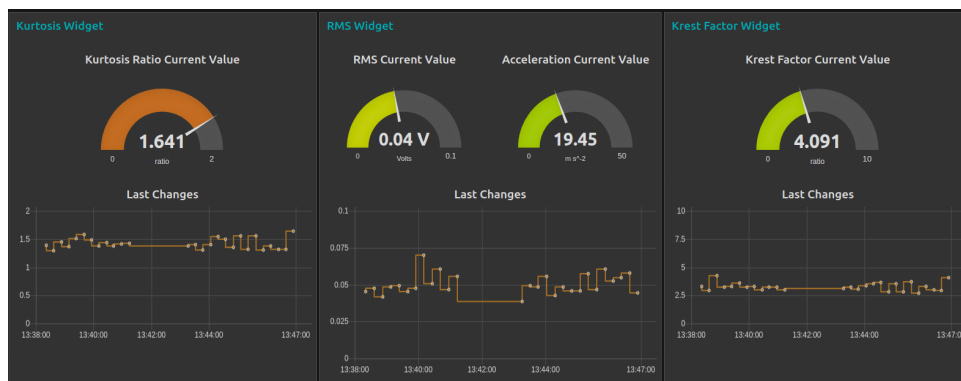 Kurtosis Widget
Kurtosis Ratio Current Value
1.641
0 ratio 2
Last Changes
2
1.5
1
0.5
0
13:38:00 13:40:00 13:42:00 13:44:00 13:47:00
RMS Widget
RMS Current Value Acceleration Current Value
0.04 V 19.45
0 Volts 0.1 0 m s^-2 50
Last Changes
0.1
0.075
0.05
0.025
0
13:38:00 13:40:00 13:42:00 13:44:00 13:47:00
Krest Factor Widget
Krest Factor Current Value
4.091
0 ratio 10
Last Changes
10
7.5
5
2.5
0
13:38:00 13:40:00 13:42:00 13:44:00 13:47:00